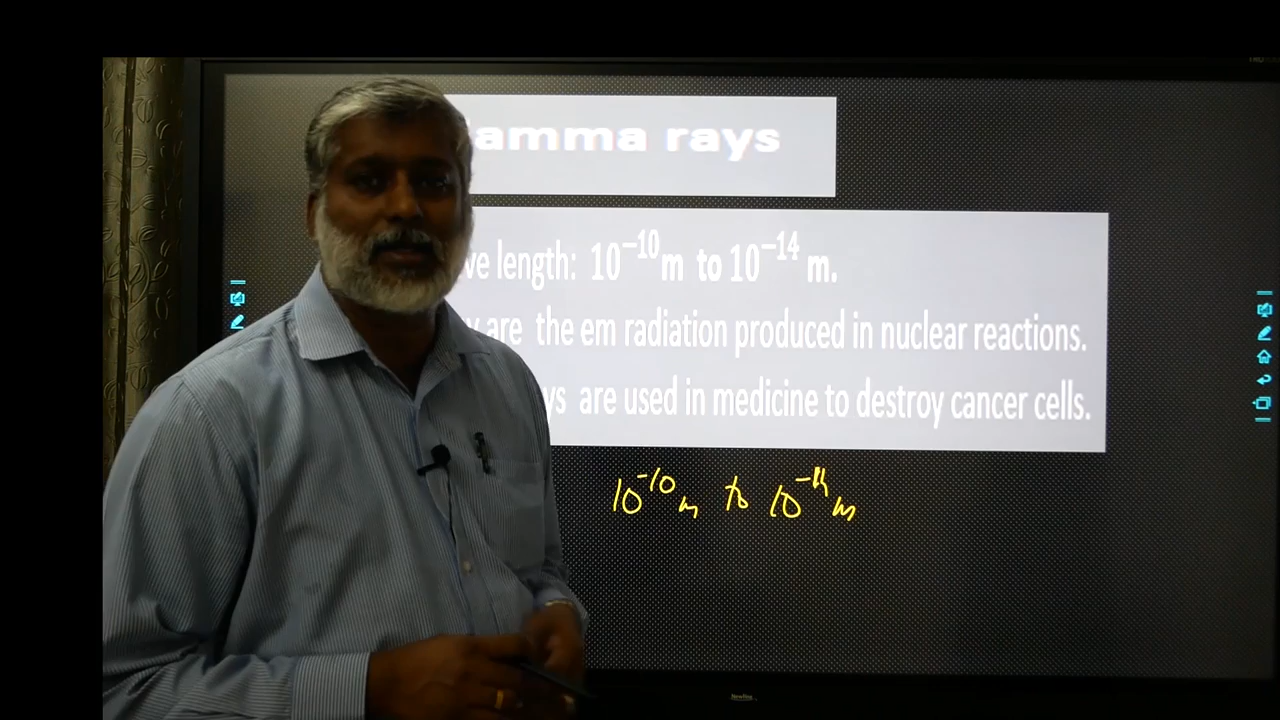 amma rays
ve length: 10⁻¹⁰m to 10⁻¹⁴ m.
are the em radiation produced in nuclear reactions.
ys are used in medicine to destroy cancer cells.
10⁻¹⁰m to 10⁻¹⁴m